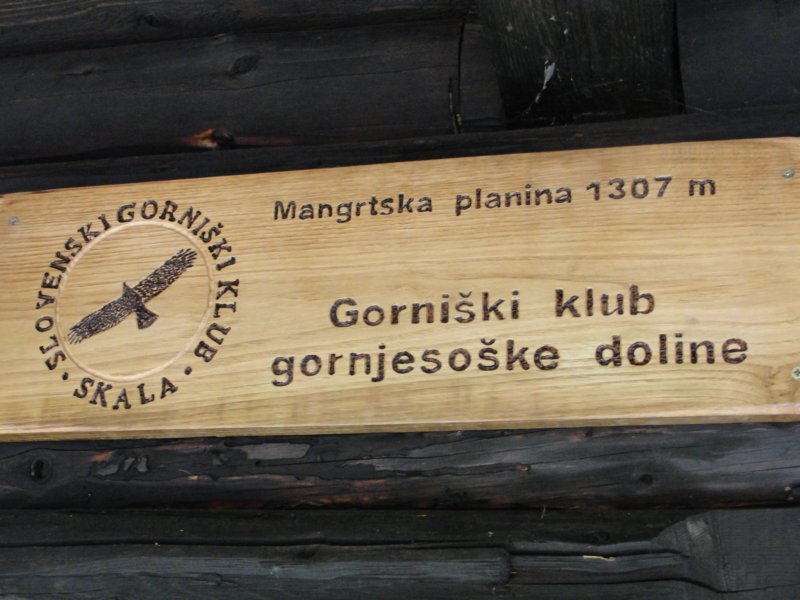 SLOVENSKI GORNIŠKI KLUB
• SKALA •
Mangrtska planina 1307 m
Gorniški klub
gornjesoške doline